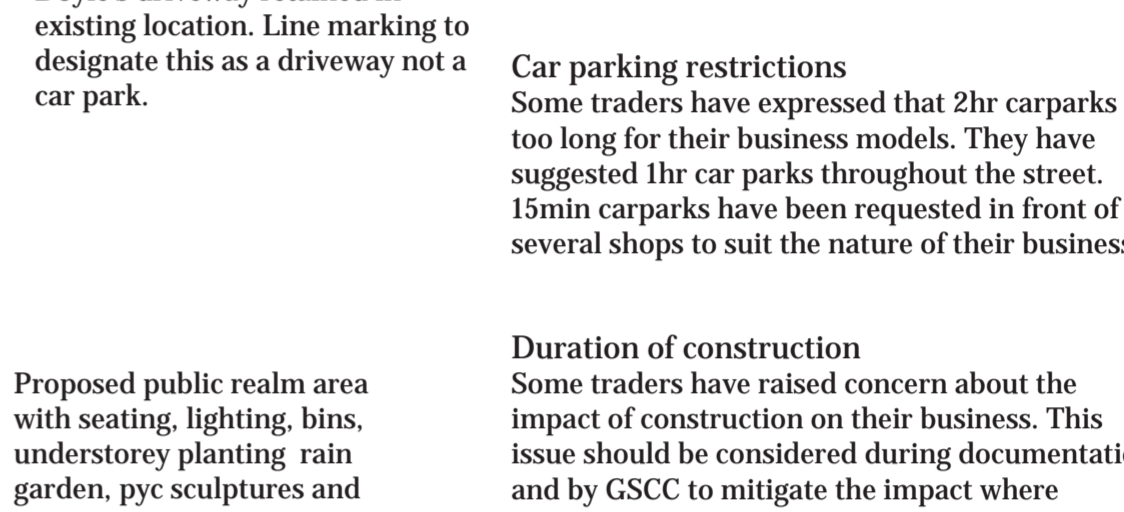 existing location. Line marking to
designate this as a driveway not a
car park.
Car parking restrictions
Some traders have expressed that 2hr carparks
too long for their business models. They have
suggested 1hr car parks throughout the street.
15min carparks have been requested in front of
several shops to suit the nature of their business
Proposed public realm area
with seating, lighting, bins,
understorey planting  rain
garden, pyc sculptures and
Duration of construction
Some traders have raised concern about the
impact of construction on their business. This
issue should be considered during
and by GSCC to mitigate the impact where